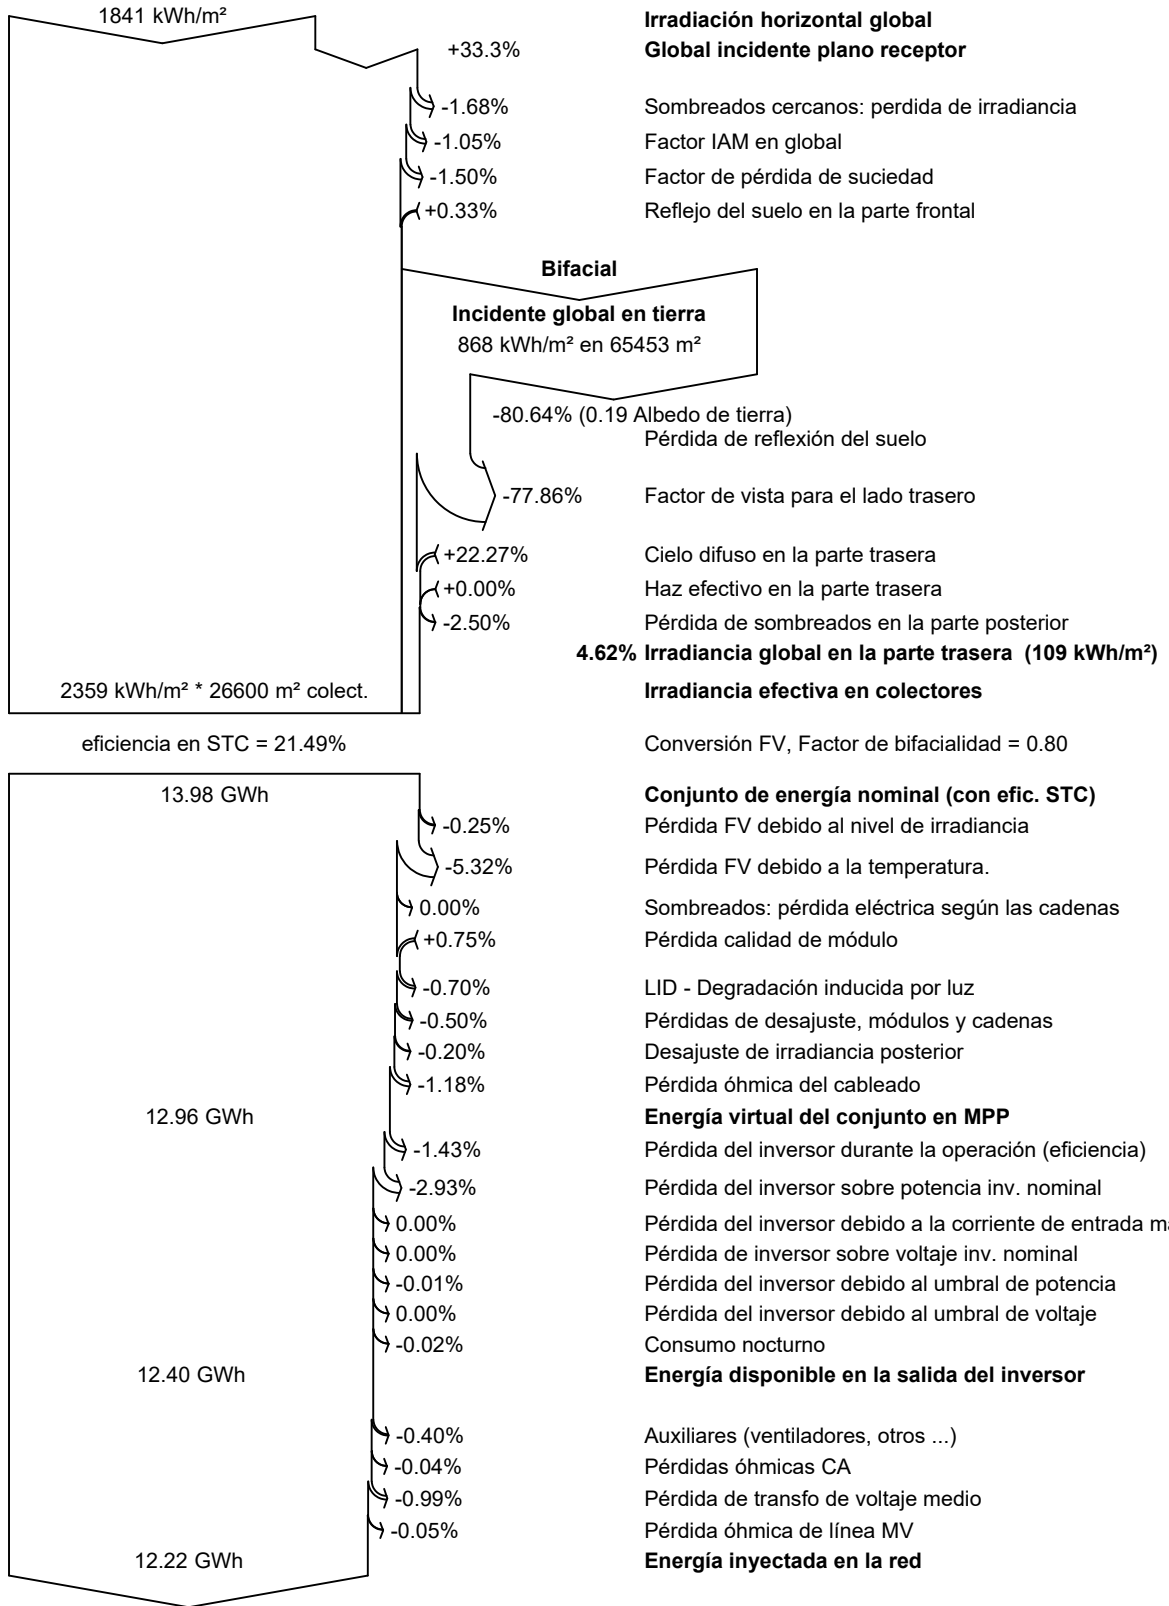 1841 kWh/m² Irradiación horizontal global
+33.3% Global incidente plano receptor
-1.68% Sombreados cercanos: perdida de irradiancia
-1.05% Factor IAM en global
-1.50% Factor de pérdida de suciedad
+0.33% Reflejo del suelo en la parte frontal
Bifacial
Incidente global en tierra
868 kWh/m² en 65453 m²
-80.64% (0.19 Albedo de tierra)
Pérdida de reflexión del suelo
-77.86% Factor de vista para el lado trasero
+22.27% Cielo difuso en la parte trasera
+0.00% Haz efectivo en la parte trasera
-2.50% Pérdida de sombreados en la parte posterior
4.62% Irradiancia global en la parte trasera (109 kWh/m²)
2359 kWh/m² * 26600 m² colect. Irradiancia efectiva en colectores
eficiencia en STC = 21.49% Conversión FV, Factor de bifacialidad = 0.80
13.98 GWh Conjunto de energía nominal (con efic. STC)
-0.25% Pérdida FV debido al nivel de irradiancia
-5.32% Pérdida FV debido a la temperatura.
0.00% Sombreados: pérdida eléctrica según las cadenas
+0.75% Pérdida calidad de módulo
-0.70% LID - Degradación inducida por luz
-0.50% Pérdidas de desajuste, módulos y cadenas
-0.20% Desajuste de irradiancia posterior
-1.18% Pérdida óhmica del cableado
12.96 GWh Energía virtual del conjunto en MPP
-1.43% Pérdida del inversor durante la operación (eficiencia)
-2.93% Pérdida del inversor sobre potencia inv. nominal
0.00% Pérdida del inversor debido a la corriente de entrada
0.00% Pérdida de inversor sobre voltaje inv. nominal
-0.01% Pérdida del inversor debido al umbral de potencia
0.00% Pérdida del inversor debido al umbral de voltaje
-0.02% Consumo nocturno
12.40 GWh Energía disponible en la salida del inversor
-0.40% Auxiliares (ventiladores, otros ...)
-0.04% Pérdidas óhmicas CA
-0.99% Pérdida de transfo de voltaje medio
-0.05% Pérdida óhmica de línea MV
12.22 GWh Energía inyectada en la red